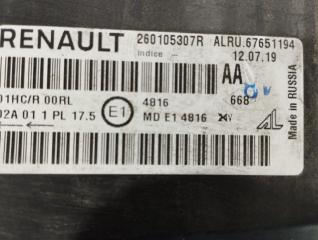 RENAULT 260105307R ALRU.67651194
indice - 12.07.19
AA
01HC/R 00RL 4816 668
02A 01 1 PL 17.5 E1 MD E1 4816
AL
Made in RUSSIA